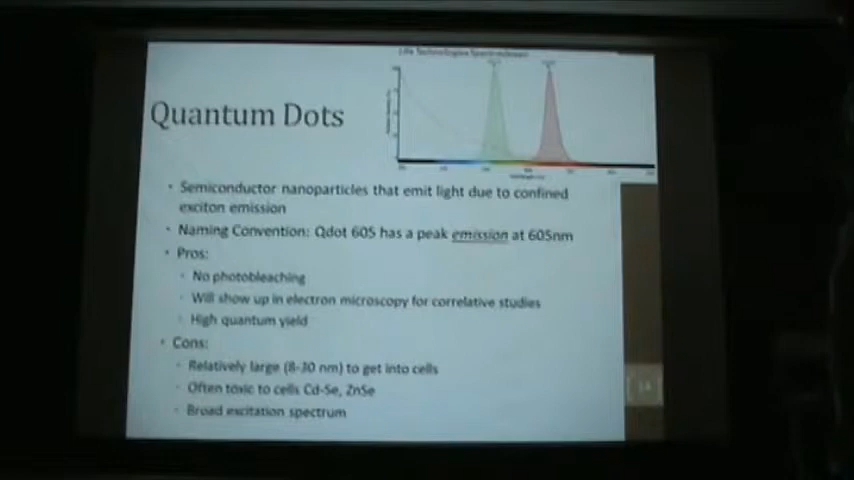 Life Technologies
Quantum Dots
Semiconductor nanoparticles that emit light due to confined
exciton emission
Naming Convention: Qdot 605 has a peak emission at 605nm
Pros:
No photobleaching
Will show up in electron microscopy for correlative studies
High quantum yield
Cons:
Relatively large (8-30 nm) to get into cells
Often toxic to cells Cd-Se, ZnSe
Broad excitation spectrum